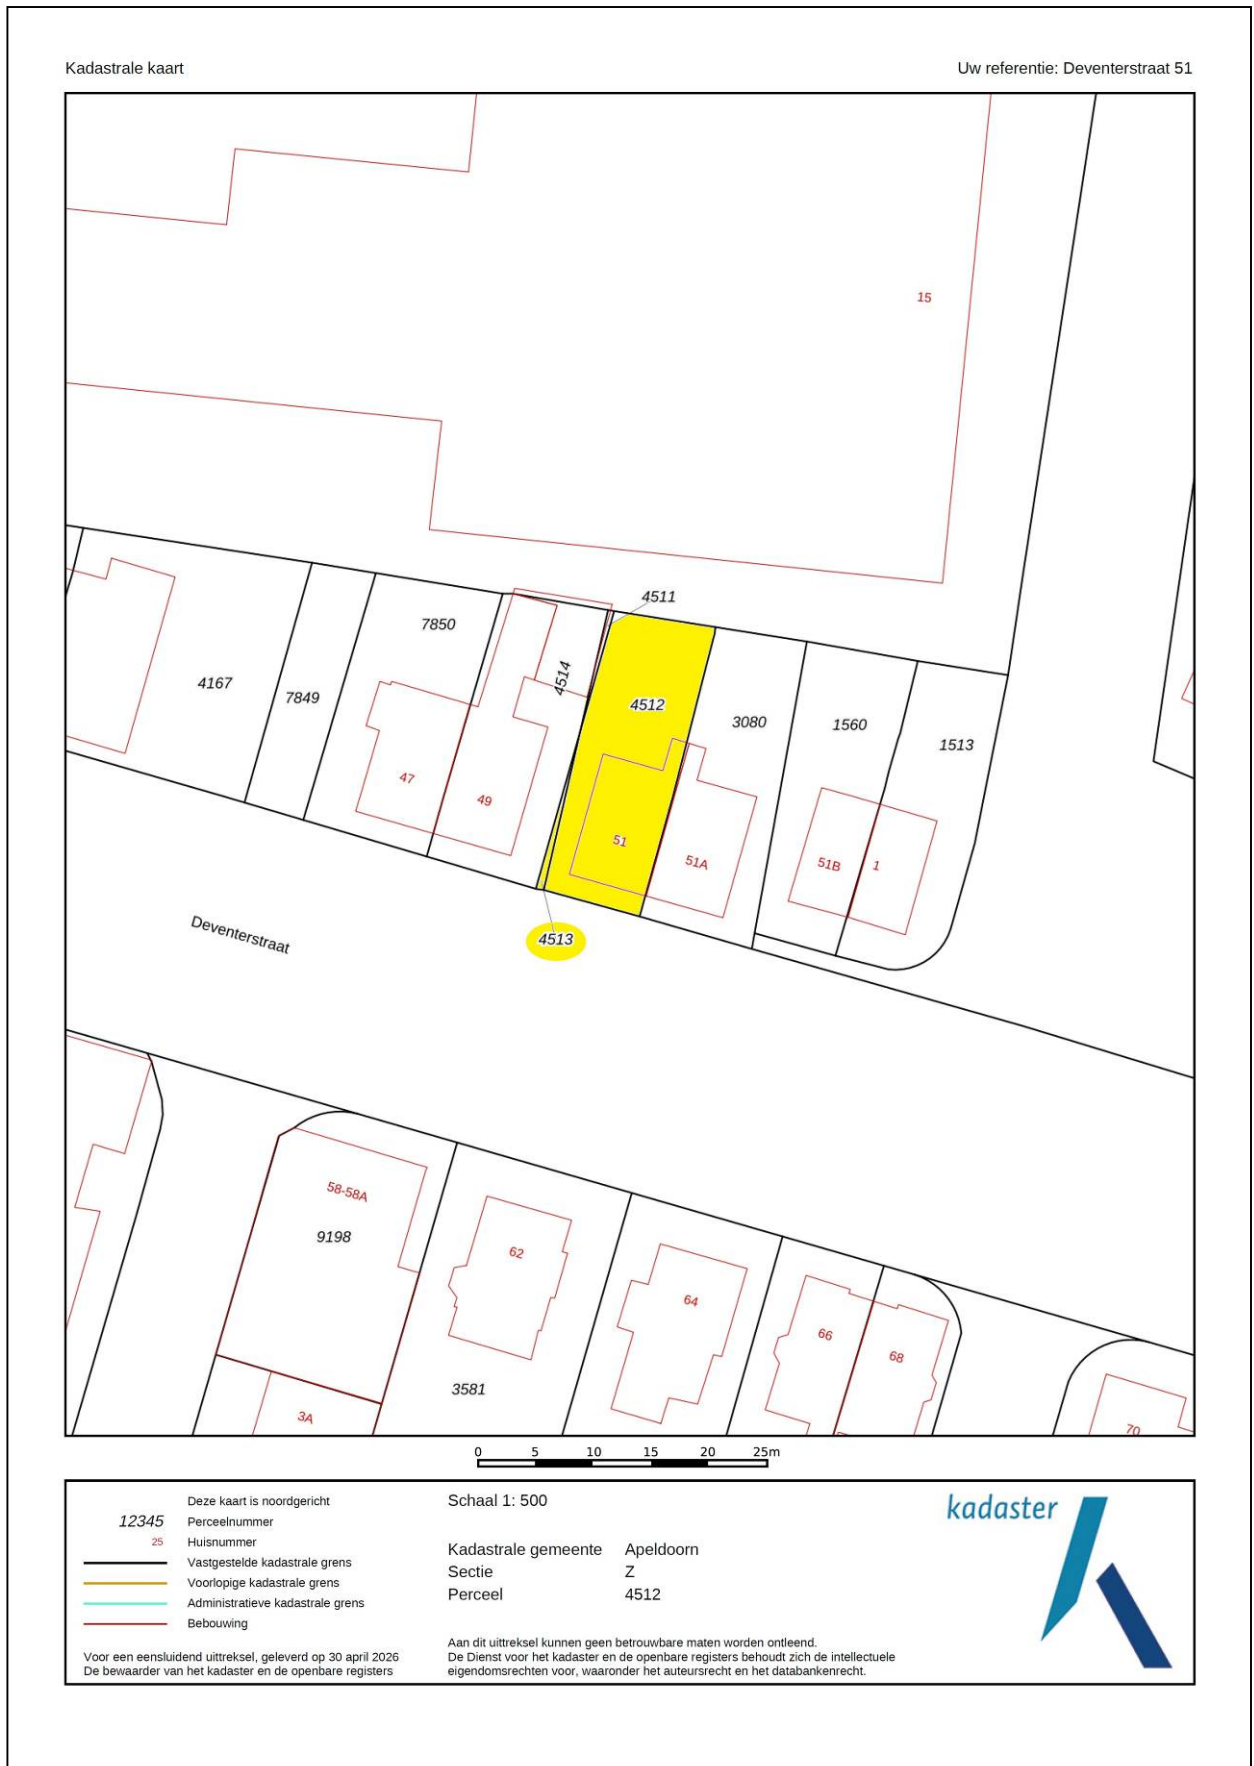 Kadastrale kaart
Uw referentie: Deventerstraat 51
15
4511
7850
4514
4167
7849
4512
3080
1560
1513
47
49
51
51A
51B
1
4513
Deventerstraat
58-58A
9198
62
64
66
68
3581
3A
70
0 5 10 15 20 25m
Deze kaart is noordgericht
12345 Perceelnummer
25 Huisnummer
Vastgestelde kadastrale grens
Voorlopige kadastrale grens
Administratieve kadastrale grens
Bebouwing
Voor een eensluidend uittreksel, geleverd op 30 april 2026
De bewaarder van het kadaster en de openbare registers
Schaal 1: 500
Kadastrale gemeente Apeldoorn
Sectie Z
Perceel 4512
Aan dit uittreksel kunnen geen betrouwbare maten worden ontleend.
De Dienst voor het kadaster en de openbare registers behoudt zich de intellectuele
eigendomsrechten voor, waaronder het auteursrecht en het databankenrecht.
kadaster